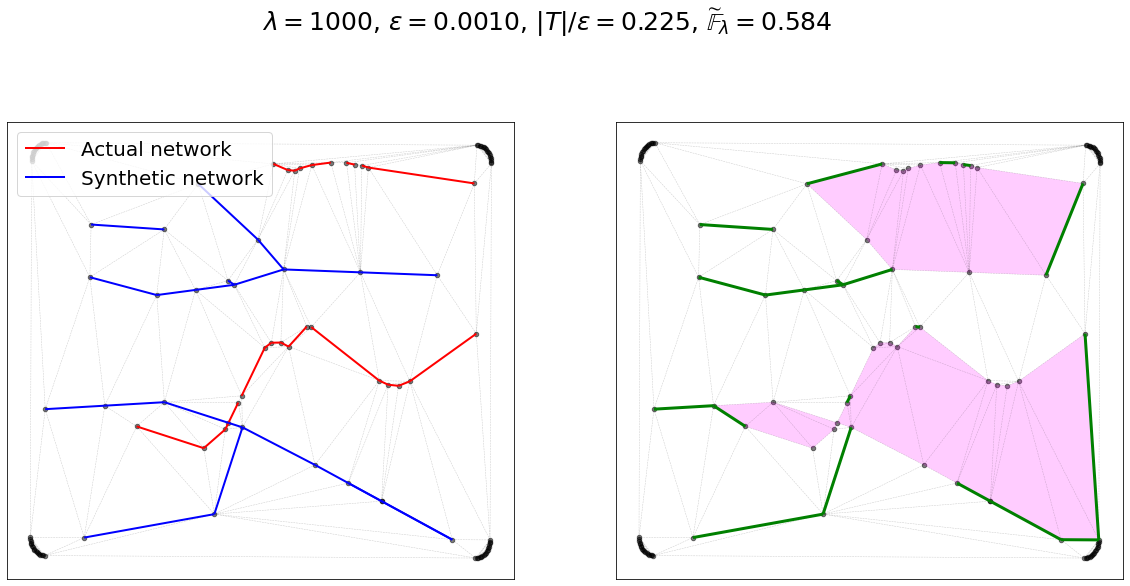 λ = 1000, ε = 0.0010, |T|/ε = 0.225, 𝔽̃_λ = 0.584
Actual network
Synthetic network